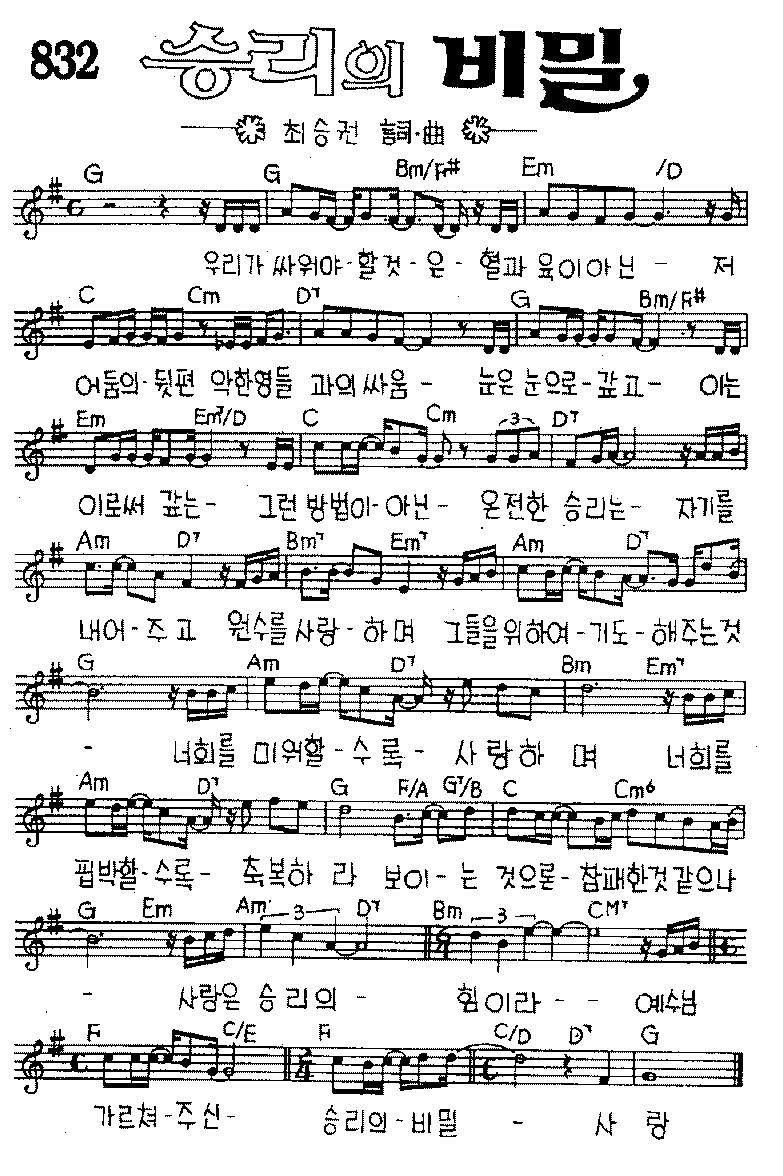 832 승리의 비밀
최승권 詞·曲
G G Bm/F# Em /D
우리가 싸워야-할것-은- 혈과 육이아닌- 저
C Cm D7 G Bm/F#
어둠의-뒷편 악한영들 과의싸움- 눈은 눈으로-갚고- 이는
Em Em7/D C Cm D7
이로써 갚는- 그런 방법이-아닌- 온전한 승리는- 자기를
Am D7 Bm7 Em7 Am D7
내어-주고 원수를사랑-하며 그들을위하여-기도-해주는것
G Am D7 Bm Em7
- 너희를 미워할-수록- 사랑하며 너희를
Am D7 G F/A G7/B C Cm6
핍박할-수록- 축복하라 보이-는 것으론-참패한것같으나
G Em Am7 D7 Bm CM7
- 사랑은 승리의- 힘이라-- 예수님
F C/E F C/D D7 G
가르쳐-주신- 승리의-비밀 - 사랑